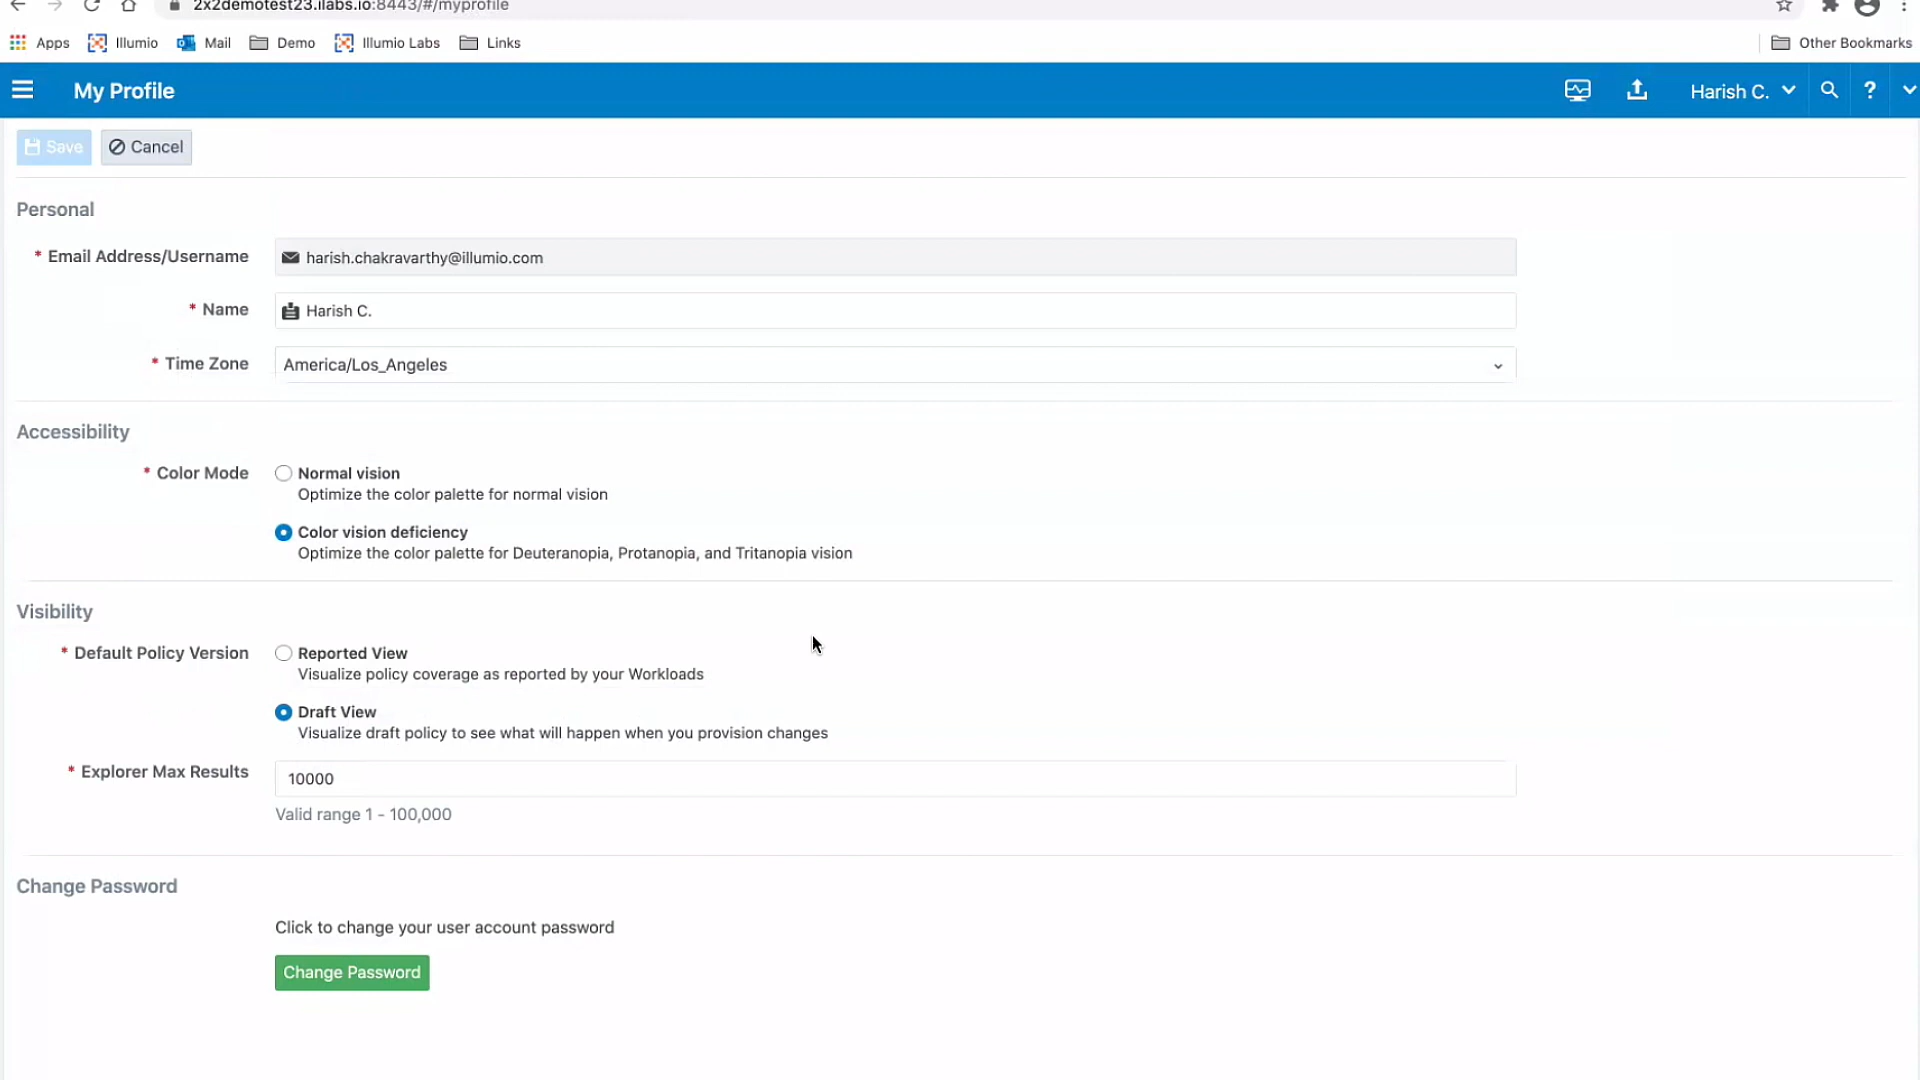 2x2demotest23.ilabs.io:8443/#/myprofile
Apps Illumio Mail Demo Illumio Labs Links Other Bookmarks
My Profile Harish C. ?
Save Cancel
Personal
* Email Address/Username harish.chakravarthy@illumio.com
* Name Harish C.
* Time Zone America/Los_Angeles
Accessibility
* Color Mode Normal vision
Optimize the color palette for normal vision
Color vision deficiency
Optimize the color palette for Deuteranopia, Protanopia, and Tritanopia vision
Visibility
* Default Policy Version Reported View
Visualize policy coverage as reported by your Workloads
Draft View
Visualize draft policy to see what will happen when you provision changes
* Explorer Max Results 10000
Valid range 1 - 100,000
Change Password
Click to change your user account password
Change Password